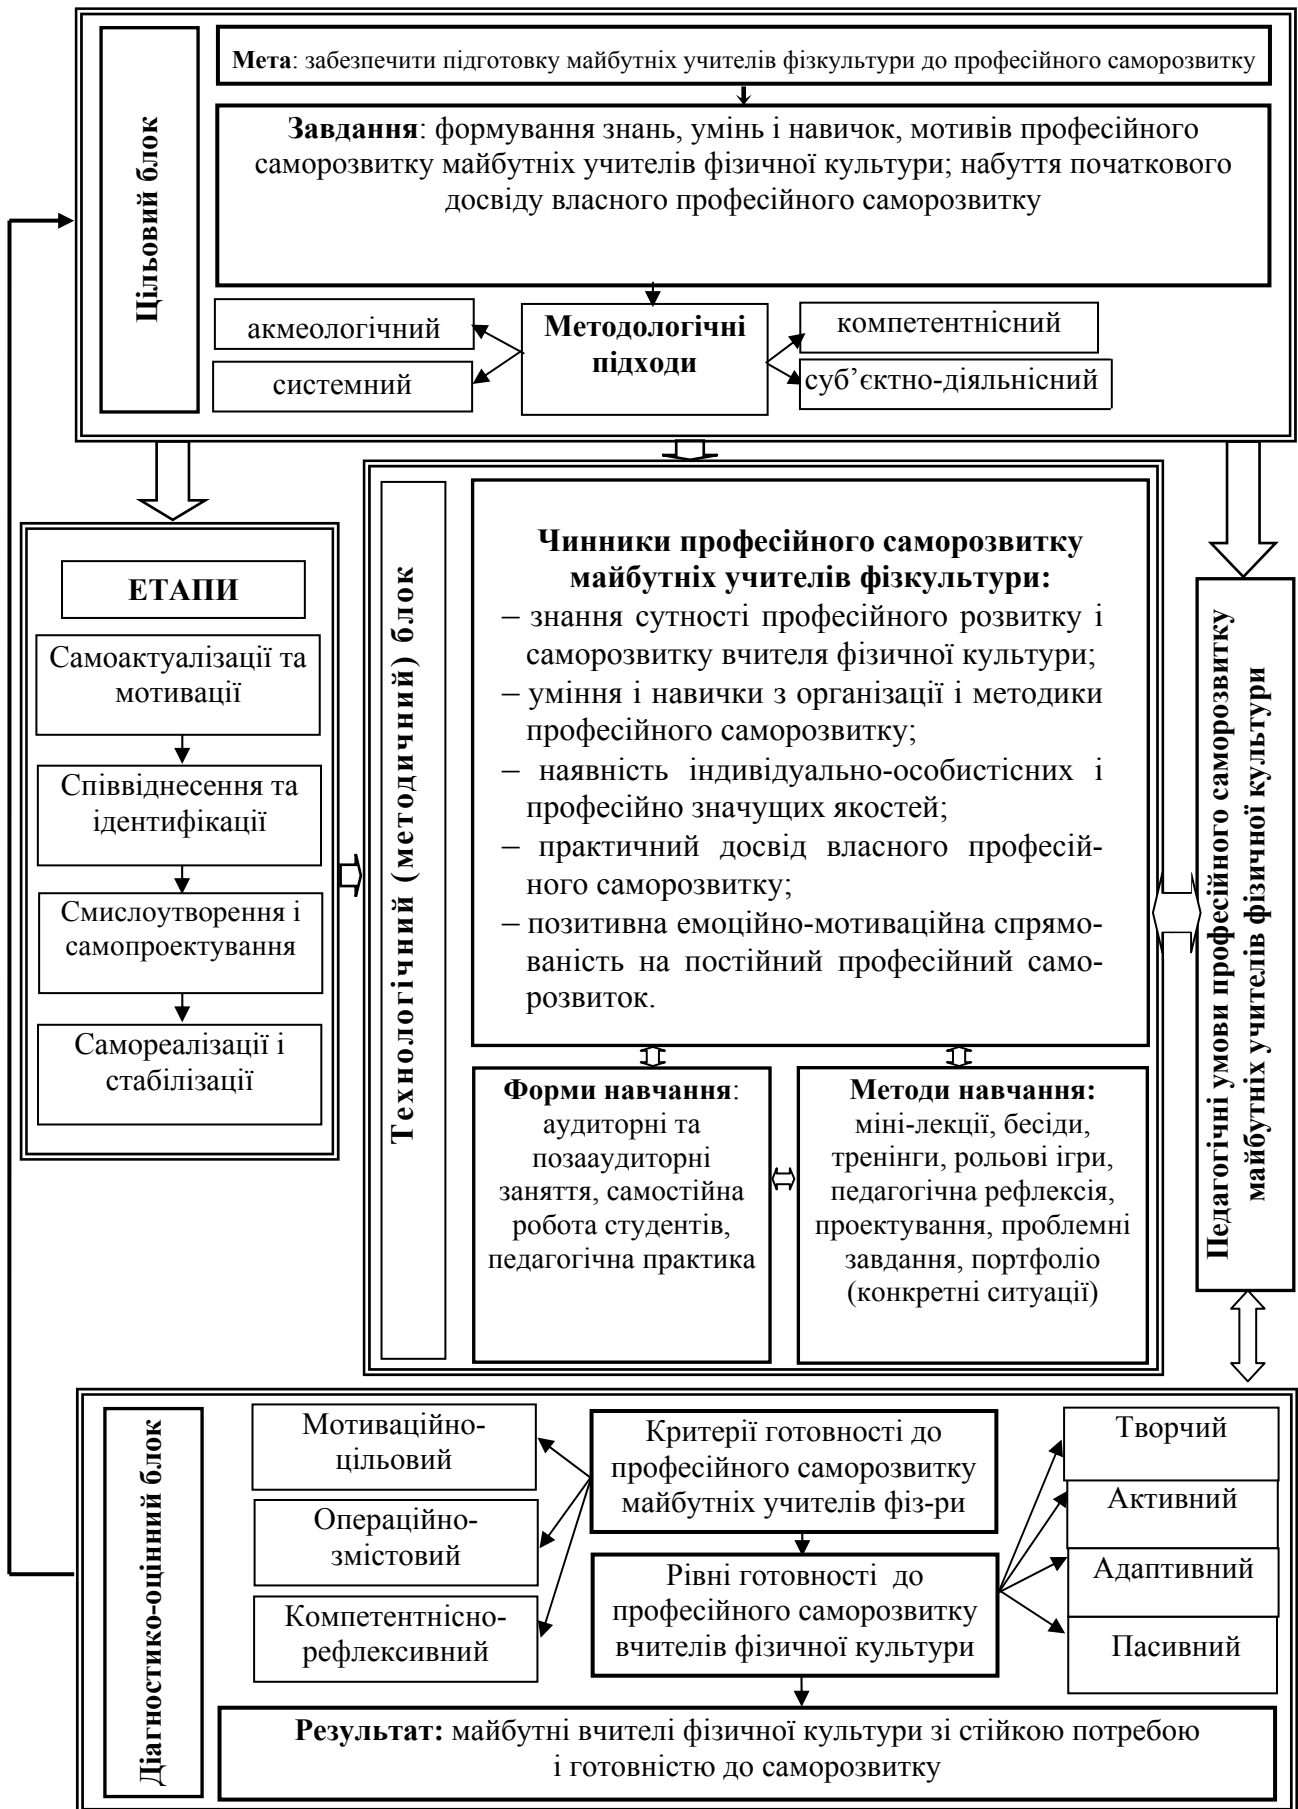 Цільовий блок
Мета: забезпечити підготовку майбутніх учителів фізкультури до професійного саморозвитку
Завдання: формування знань, умінь і навичок, мотивів професійного
саморозвитку майбутніх учителів фізичної культури; набуття початкового
досвіду власного професійного саморозвитку
акмеологічний
системний
Методологічні
підходи
компетентнісний
суб’єктно-діяльнісний
ЕТАПИ
Самоактуалізації та
мотивації
Співвіднесення та
ідентифікації
Смислоутворення і
самопроектування
Самореалізації і
стабілізації
Технологічний (методичний) блок
Чинники професійного саморозвитку
майбутніх учителів фізкультури:
– знання сутності професійного розвитку і
саморозвитку вчителя фізичної культури;
– уміння і навички з організації і методики
професійного саморозвитку;
– наявність індивідуально-особистісних і
професійно значущих якостей;
– практичний досвід власного професій-
ного саморозвитку;
– позитивна емоційно-мотиваційна спрямо-
ваність на постійний професійний само-
розвиток.
Форми навчання:
аудиторні та
позааудиторні
заняття, самостійна
робота студентів,
педагогічна практика
Методи навчання:
міні-лекції, бесіди,
тренінги, рольові ігри,
педагогічна рефлексія,
проектування, проблемні
завдання, портфоліо
(конкретні ситуації)
Педагогічні умови професійного саморозвитку
майбутніх учителів фізичної культури
Діагностико-оцінний блок
Мотиваційно-
цільовий
Операційно-
змістовий
Компетентнісно-
рефлексивний
Критерії готовності до
професійного саморозвитку
майбутніх учителів фіз-ри
Рівні готовності до
професійного саморозвитку
вчителів фізичної культури
Творчий
Активний
Адаптивний
Пасивний
Результат: майбутні вчителі фізичної культури зі стійкою потребою
і готовністю до саморозвитку